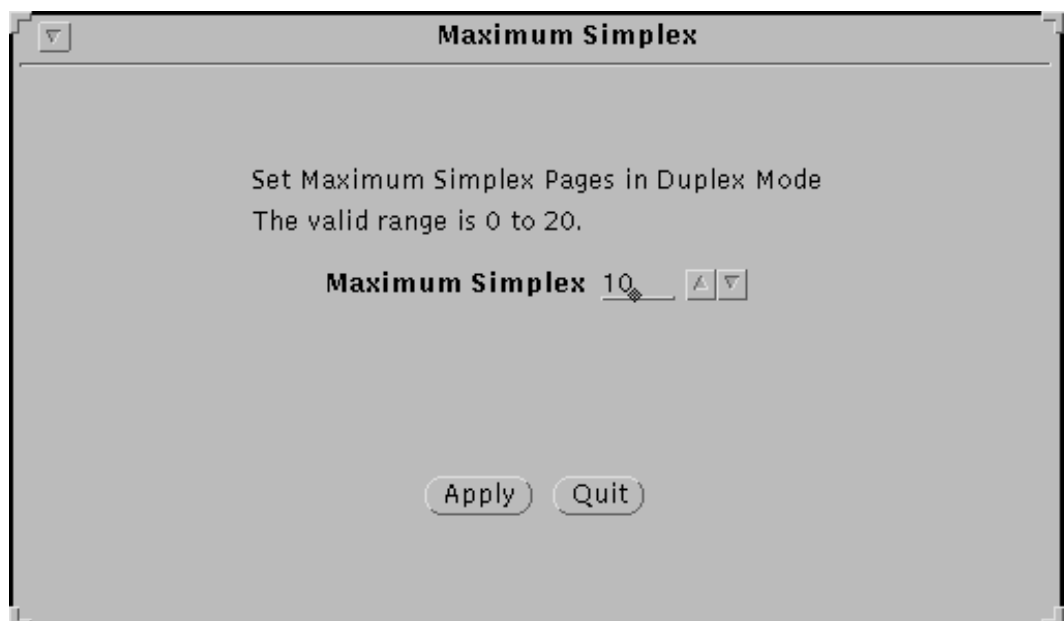 Maximum Simplex
Set Maximum Simplex Pages in Duplex Mode
The valid range is 0 to 20.
Maximum Simplex 10
Apply Quit